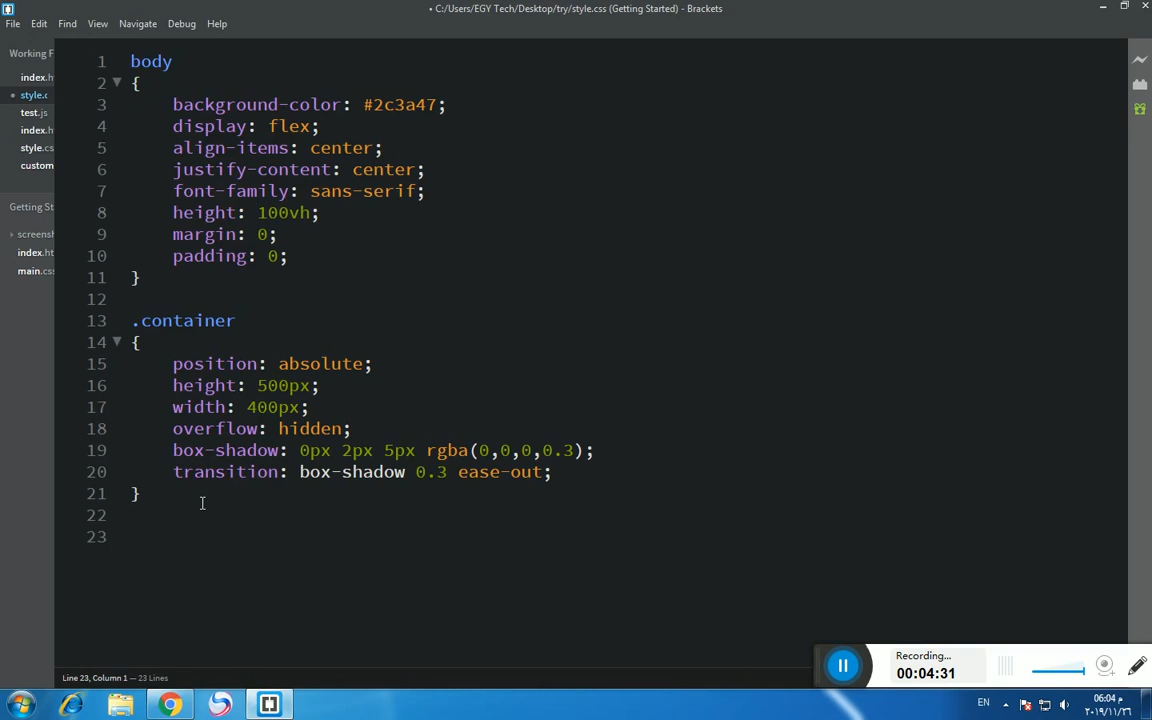 • C:/Users/EGY Tech/Desktop/try/style.css (Getting Started) - Brackets
File Edit Find View Navigate Debug Help
Working F
index.h
• style.c
test.js
index.h
style.cs
custom
Getting St
screensh
index.ht
main.css
1 body
2 {
3 background-color: #2c3a47;
4 display: flex;
5 align-items: center;
6 justify-content: center;
7 font-family: sans-serif;
8 height: 100vh;
9 margin: 0;
10 padding: 0;
11 }
12
13 .container
14 {
15 position: absolute;
16 height: 500px;
17 width: 400px;
18 overflow: hidden;
19 box-shadow: 0px 2px 5px rgba(0,0,0,0.3);
20 transition: box-shadow 0.3 ease-out;
21 }
22
23
Line 23, Column 1 — 23 Lines
Recording...
00:04:31
EN
06:04 م
٢٠١٩/١١/٢٦